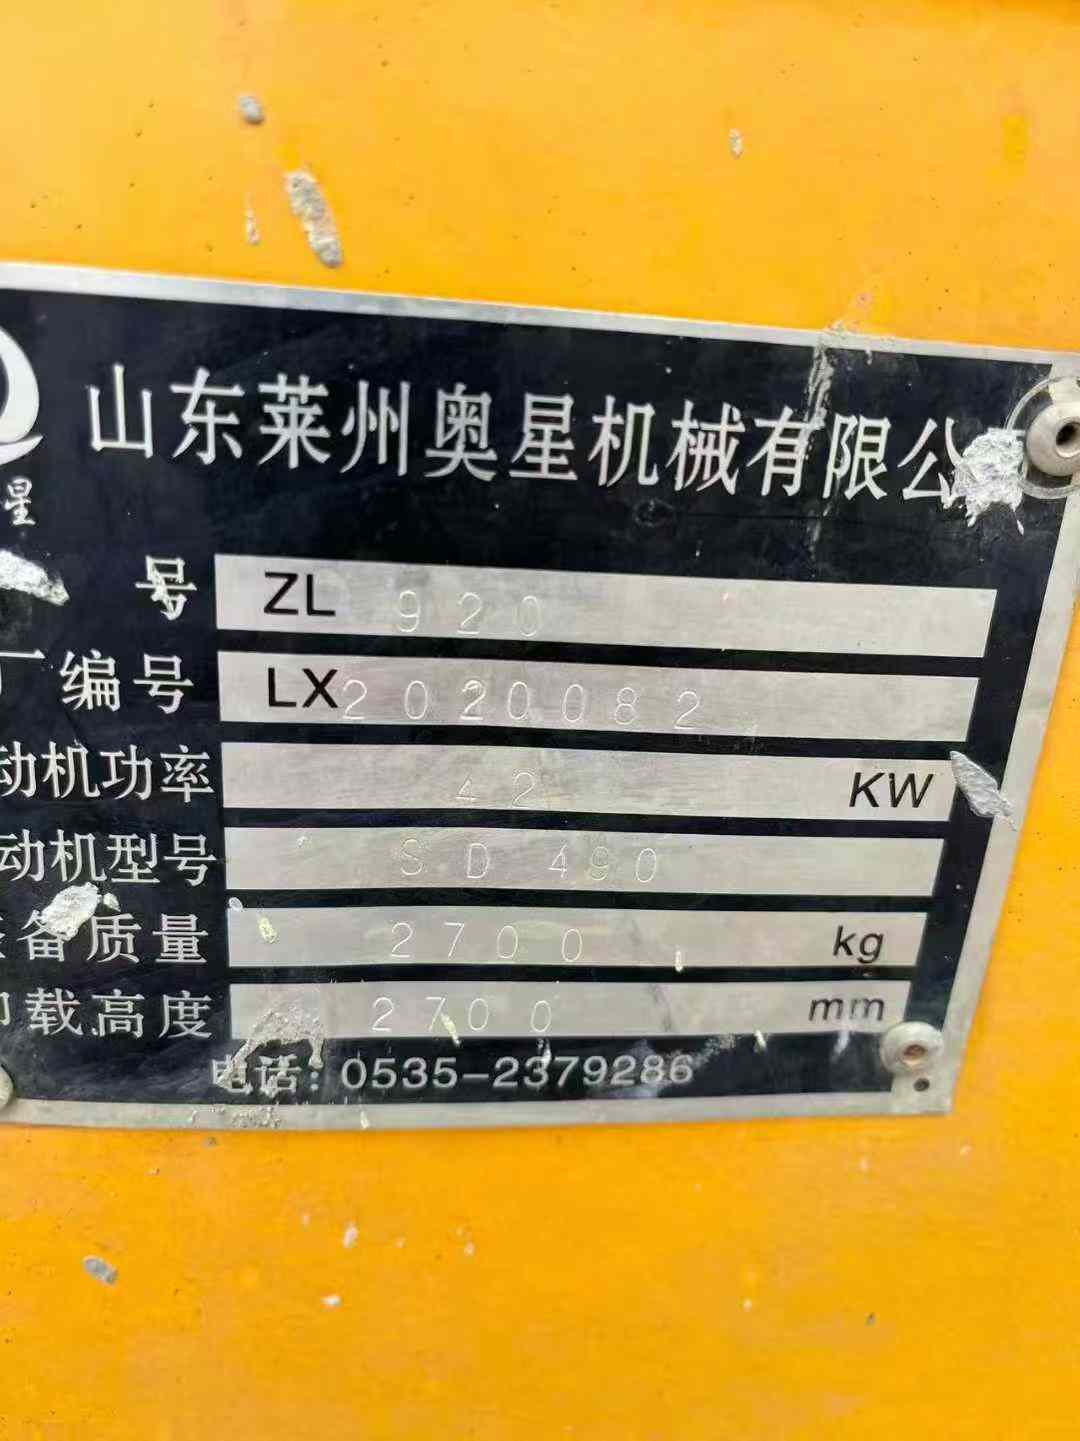 山东莱州奥星机械有限公
星
号 ZL 920
编号 LX2020082
动机功率 42 KW
动机型号 SD 490
备质量 2700 kg
卸载高度 2700 mm
电话：0535-2379286